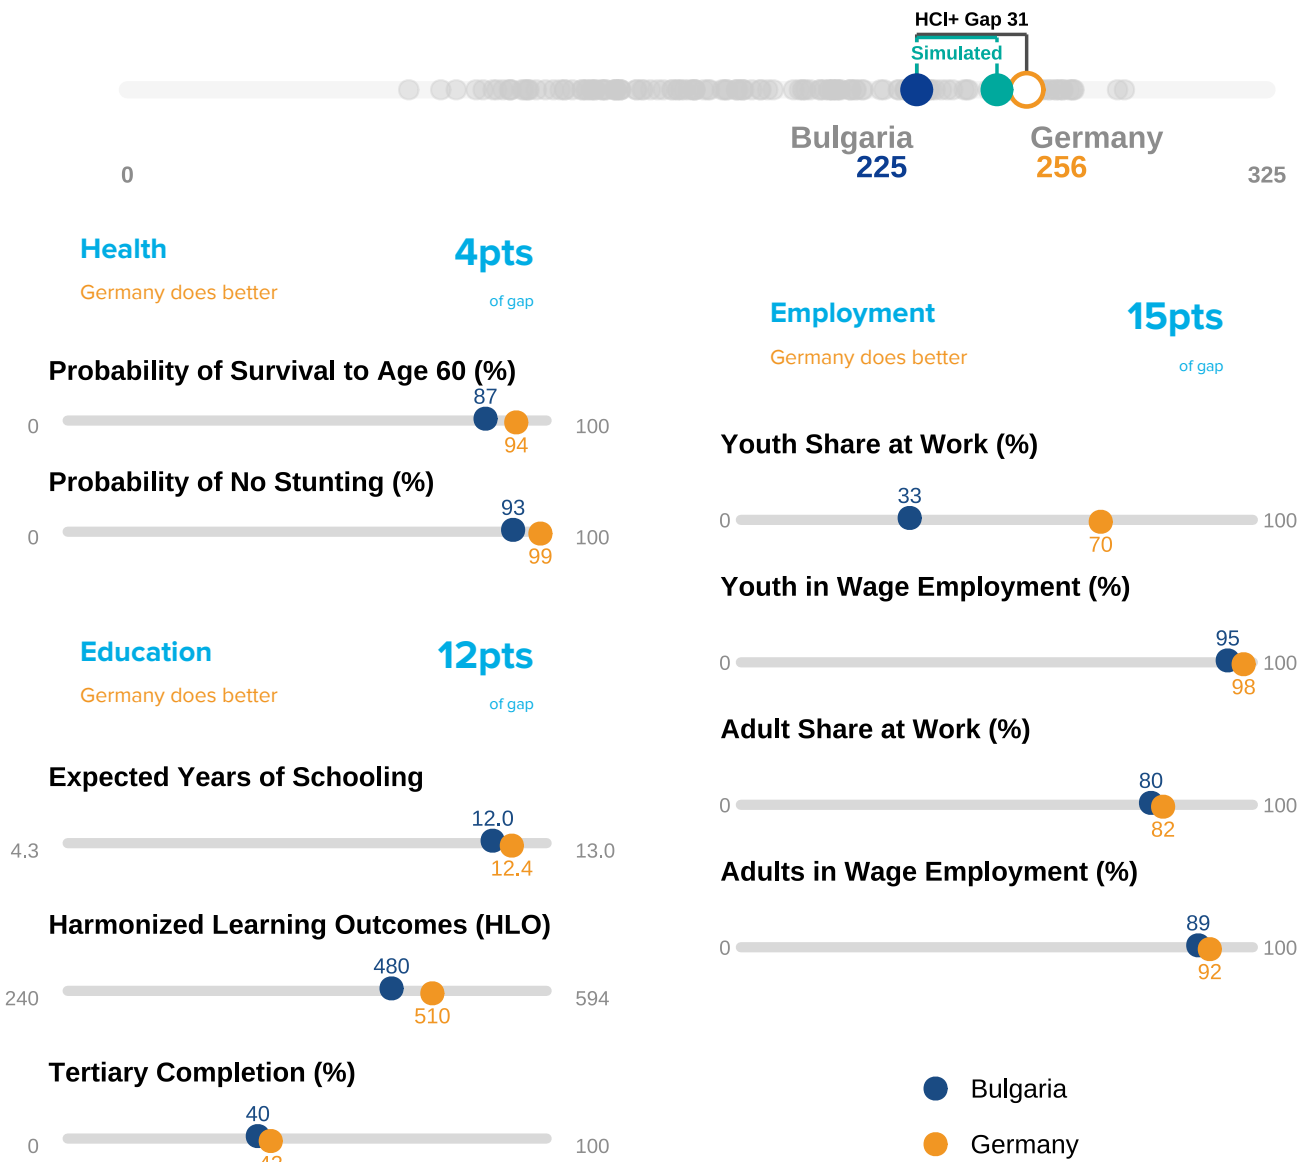 HCI+ Gap 31
Simulated
Bulgaria
225
Germany
256
0
325
Health
4pts
Germany does better
of gap
Probability of Survival to Age 60 (%)
87
0
100
94
Probability of No Stunting (%)
93
0
100
99
Education
12pts
Germany does better
of gap
Expected Years of Schooling
12.0
4.3
13.0
12.4
Harmonized Learning Outcomes (HLO)
480
240
594
510
Tertiary Completion (%)
40
0
100
Employment
15pts
Germany does better
of gap
Youth Share at Work (%)
33
0
100
70
Youth in Wage Employment (%)
95
0
100
98
Adult Share at Work (%)
80
0
100
82
Adults in Wage Employment (%)
89
0
100
92
Bulgaria
Germany